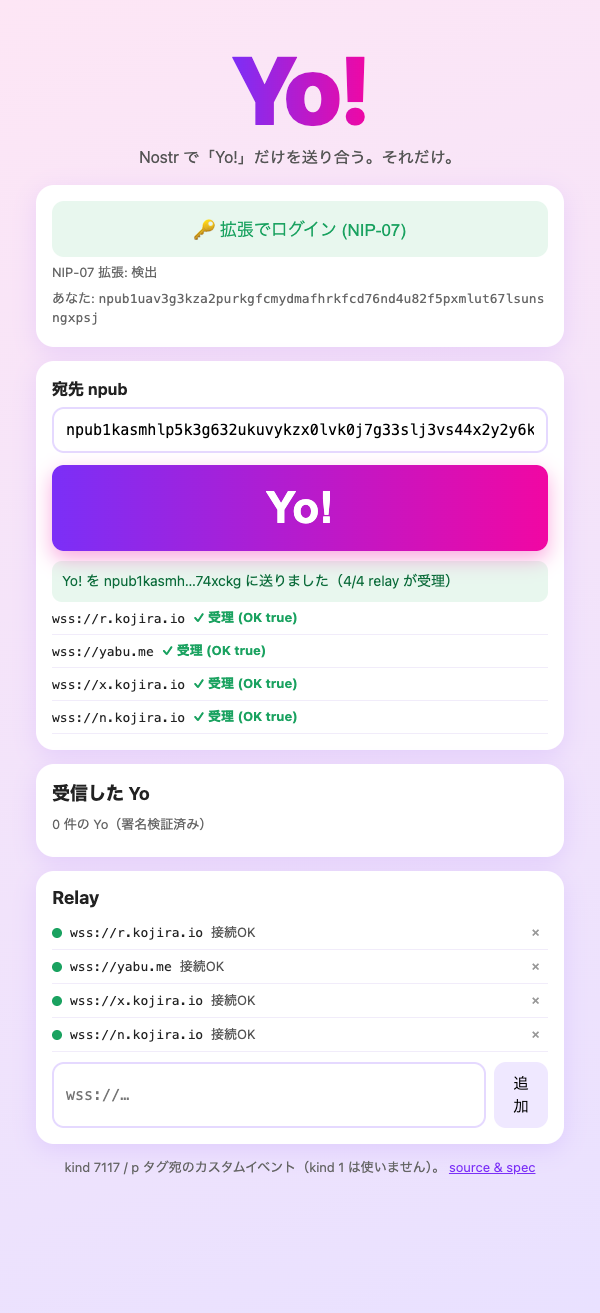 Yo!
Nostr で「Yo!」だけを送り合う。それだけ。
🔑 拡張でログイン (NIP-07)
NIP-07 拡張: 検出
あなた: npub1uav3g3kza2purkgfcmydmafhrkfcd76nd4u82f5pxmlut67lsuns
ngxpsj
宛先 npub
npub1kasmhlp5k3g632ukuvykzx0lvk0j7g33slj3vs44x2y2y6k
Yo!
Yo! を npub1kasmh…74xckg に送りました（4/4 relay が受理）
wss://r.kojira.io ✓ 受理 (OK true)
wss://yabu.me ✓ 受理 (OK true)
wss://x.kojira.io ✓ 受理 (OK true)
wss://n.kojira.io ✓ 受理 (OK true)
受信した Yo
0 件の Yo（署名検証済み）
Relay
wss://r.kojira.io 接続OK ×
wss://yabu.me 接続OK ×
wss://x.kojira.io 接続OK ×
wss://n.kojira.io 接続OK ×
wss://…
追
加
kind 7117 / p タグ宛のカスタムイベント（kind 1 は使いません）。 source & spec